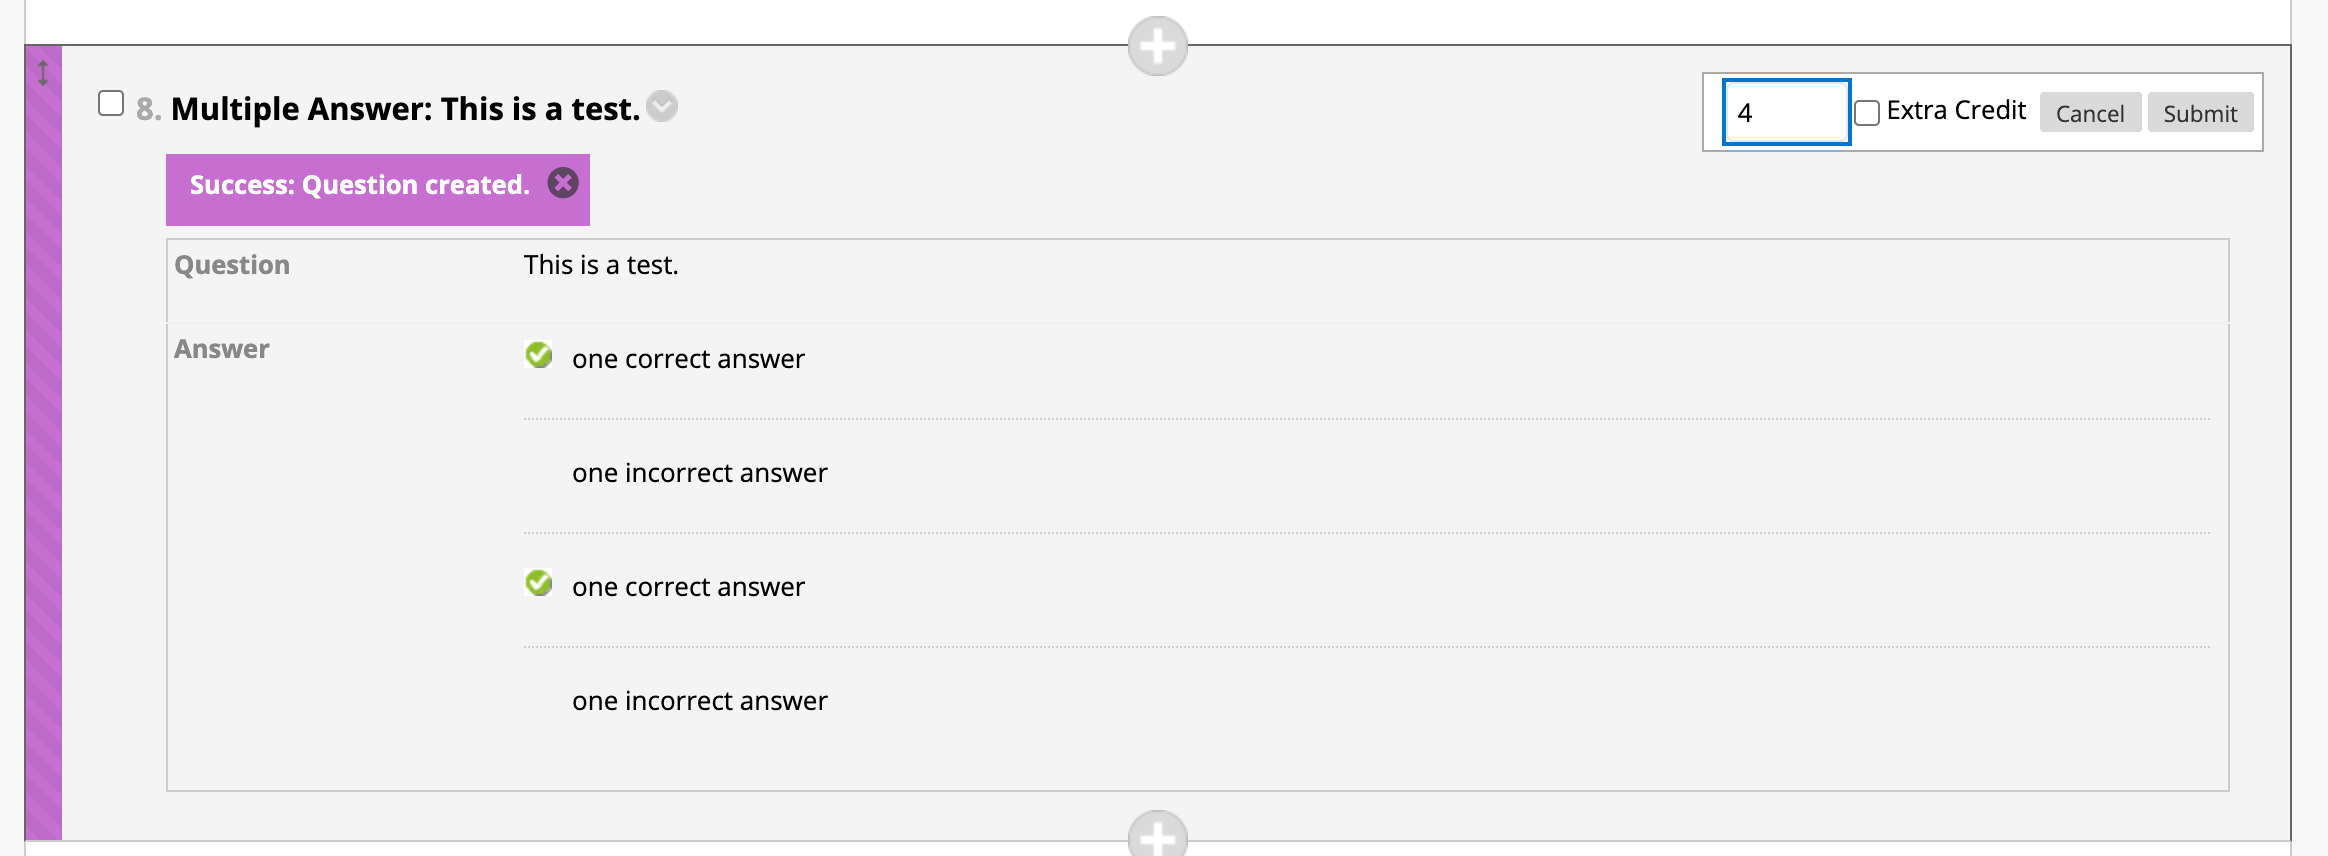 8. Multiple Answer: This is a test.
4 Extra Credit Cancel Submit
Success: Question created.
Question This is a test.
Answer one correct answer
one incorrect answer
one correct answer
one incorrect answer